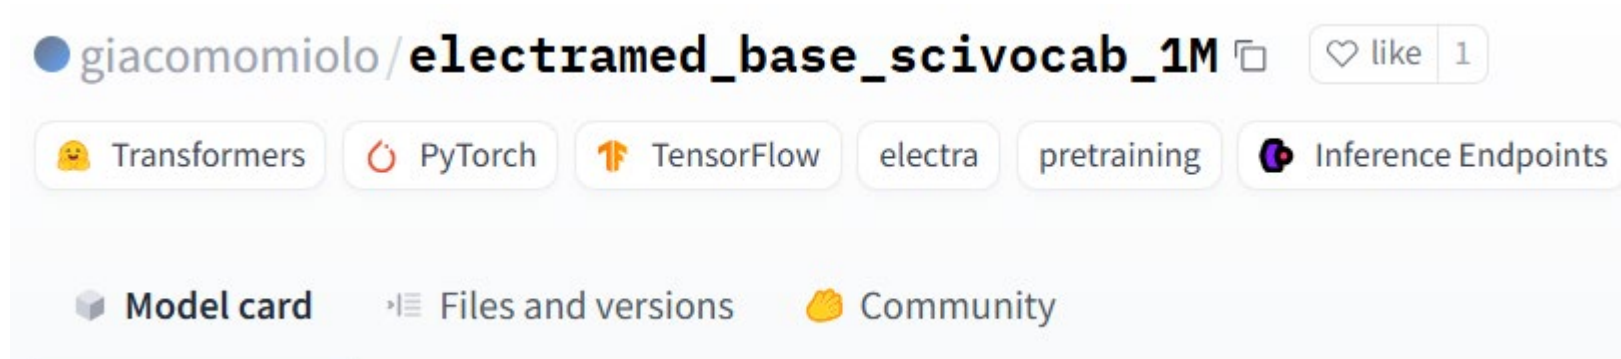 giacomomiolo/electramed_base_scivocab_1M like 1
Transformers PyTorch TensorFlow electra pretraining Inference Endpoints
Model card Files and versions Community